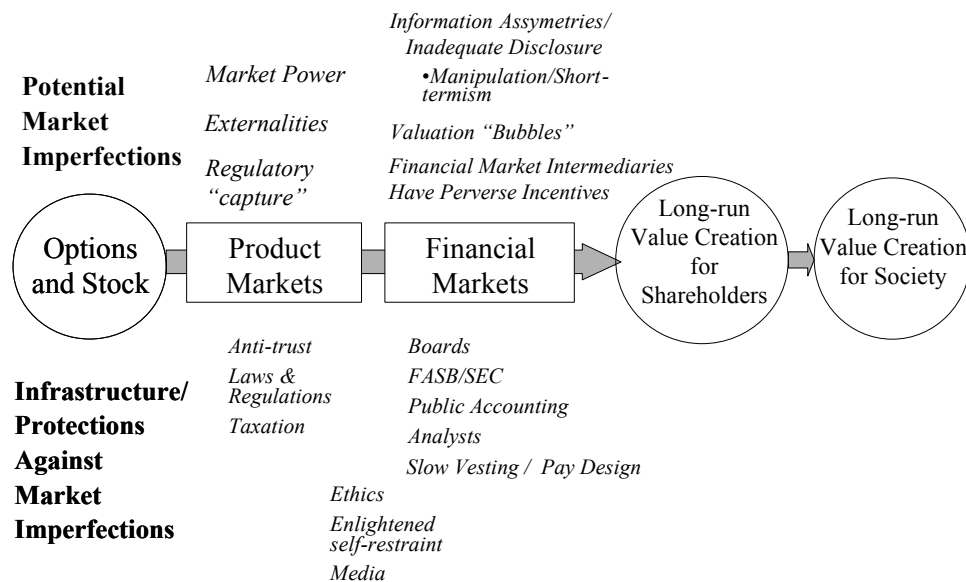 Potential
Market
Imperfections
Market Power
Externalities
Regulatory
“capture”
Information Assymetries/
Inadequate Disclosure
•Manipulation/Short-
termism
Valuation “Bubbles”
Financial Market Intermediaries
Have Perverse Incentives
Options
and Stock
Product
Markets
Financial
Markets
Long-run
Value Creation
for
Shareholders
Long-run
Value Creation
for Society
Infrastructure/
Protections
Against
Market
Imperfections
Anti-trust
Laws &
Regulations
Taxation
Boards
FASB/SEC
Public Accounting
Analysts
Slow Vesting / Pay Design
Ethics
Enlightened
self-restraint
Media